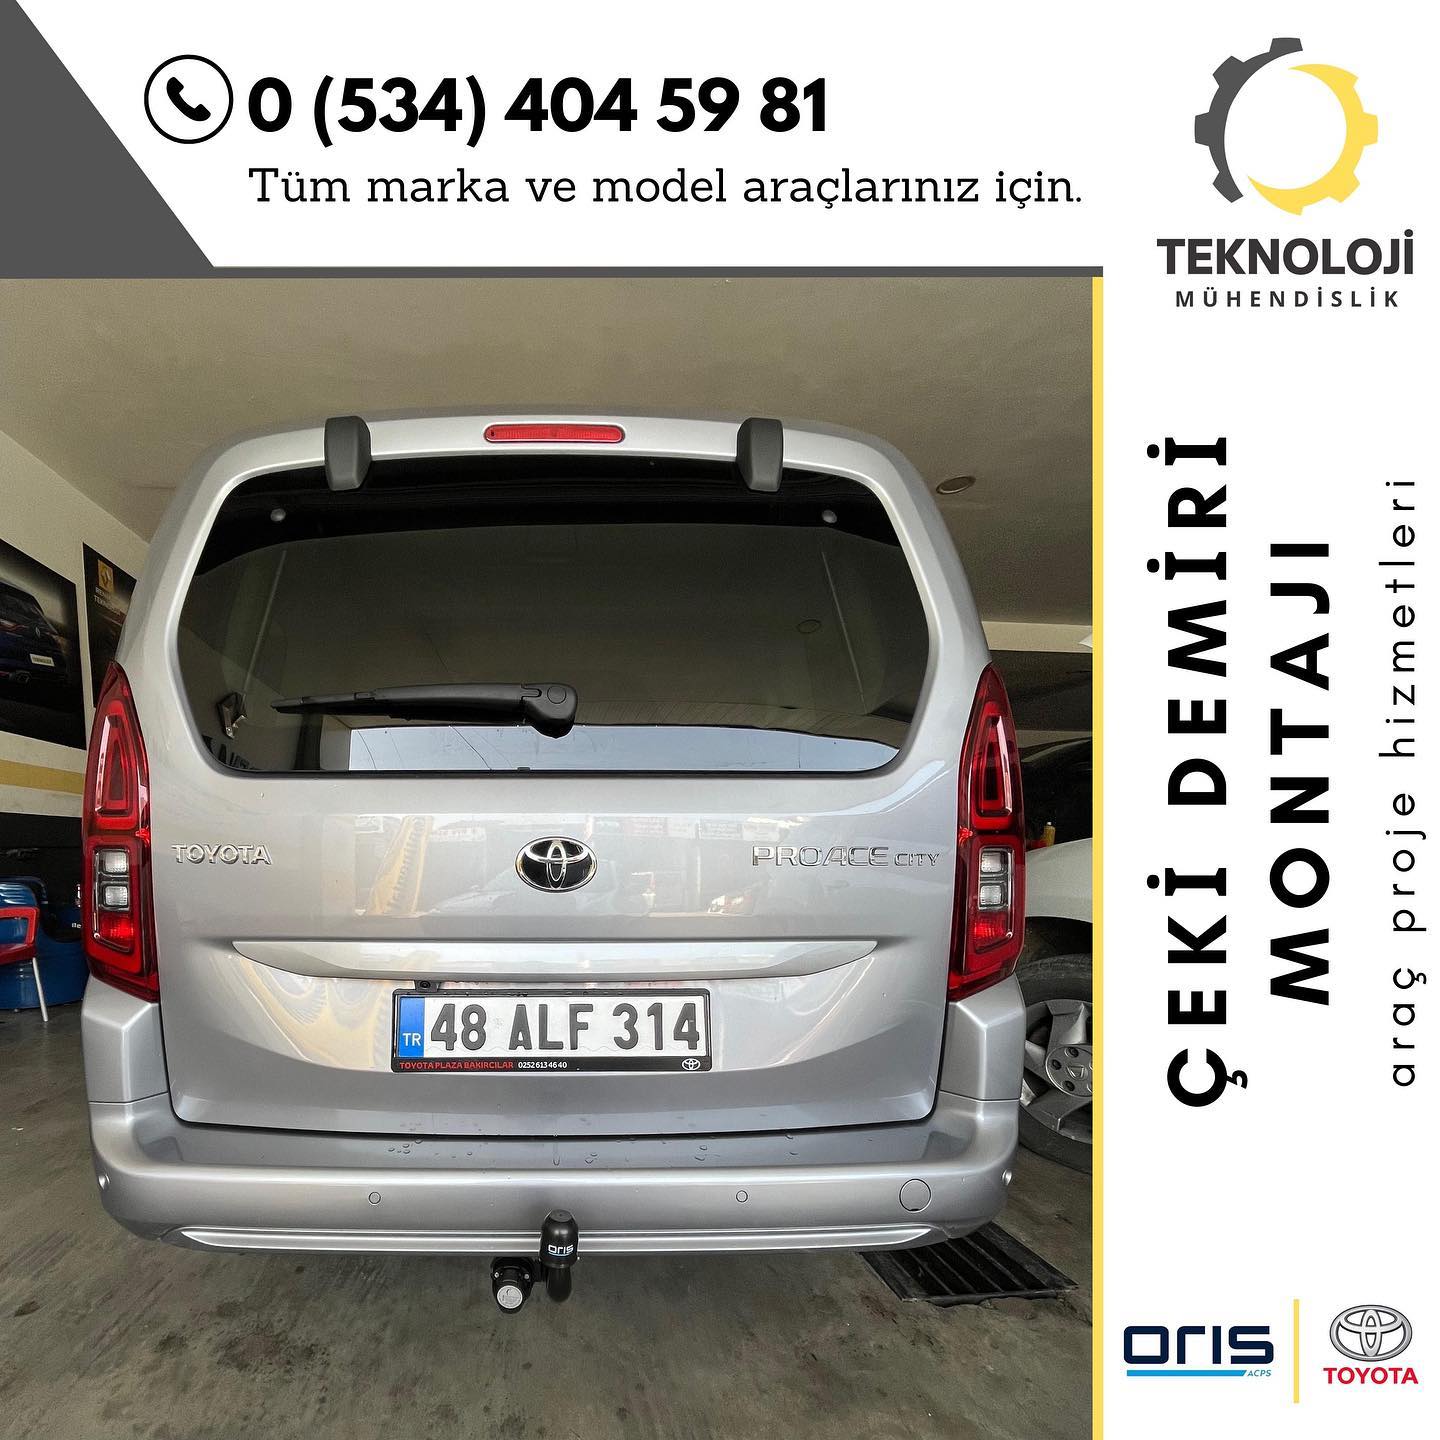 0 (534) 404 59 81
Tüm marka ve model araçlarınız için.
TEKNOLOJİ
MÜHENDİSLİK
ÇEKİ DEMİRİ
MONTAJI
araç proje hizmetleri
TOYOTA
PROACE CITY
TR
48 ALF 314
TOYOTA PLAZA BAKIRCILAR 0252 613 46 40
oris
oris
ACPS
TOYOTA